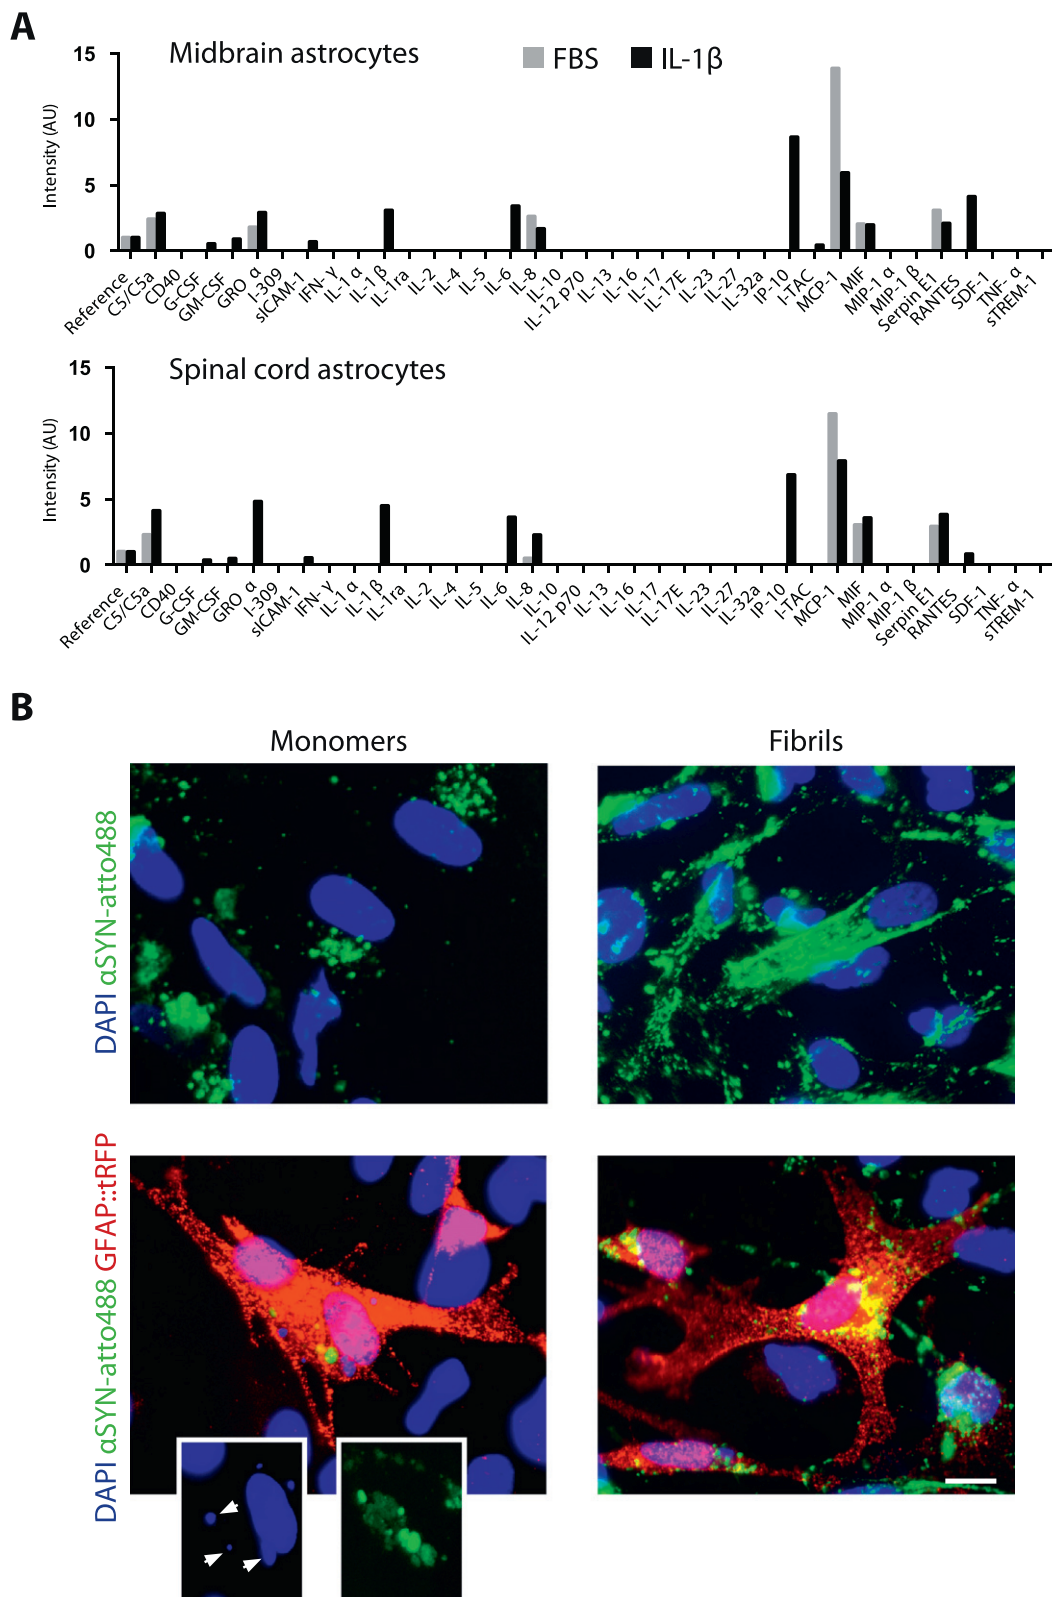 A
Midbrain astrocytes
FBS IL-1β
Intensity (AU)
15
10
5
0
Reference C5/C5a CD40 G-CSF GM-CSF GRO α I-309 sICAM-1 IFN- γ IL-1 α IL-1 β IL-1ra IL-2 IL-4 IL-5 IL-6 IL-8 IL-10 IL-12 p70 IL-13 IL-16 IL-17 IL-17E IL-23 IL-27 IL-32a IP-10 I-TAC MCP-1 MIF MIP-1 α MIP-1 β Serpin E1 RANTES SDF-1 TNF- α sTREM-1
Spinal cord astrocytes
Intensity (AU)
15
10
5
0
Reference C5/C5a CD40 G-CSF GM-CSF GRO α I-309 sICAM-1 IFN- γ IL-1 α IL-1 β IL-1ra IL-2 IL-4 IL-5 IL-6 IL-8 IL-10 IL-12 p70 IL-13 IL-16 IL-17 IL-17E IL-23 IL-27 IL-32a IP-10 I-TAC MCP-1 MIF MIP-1 α MIP-1 β Serpin E1 RANTES SDF-1 TNF- α sTREM-1
B
Monomers Fibrils
DAPI αSYN-atto488
DAPI αSYN-atto488 GFAP::tRFP